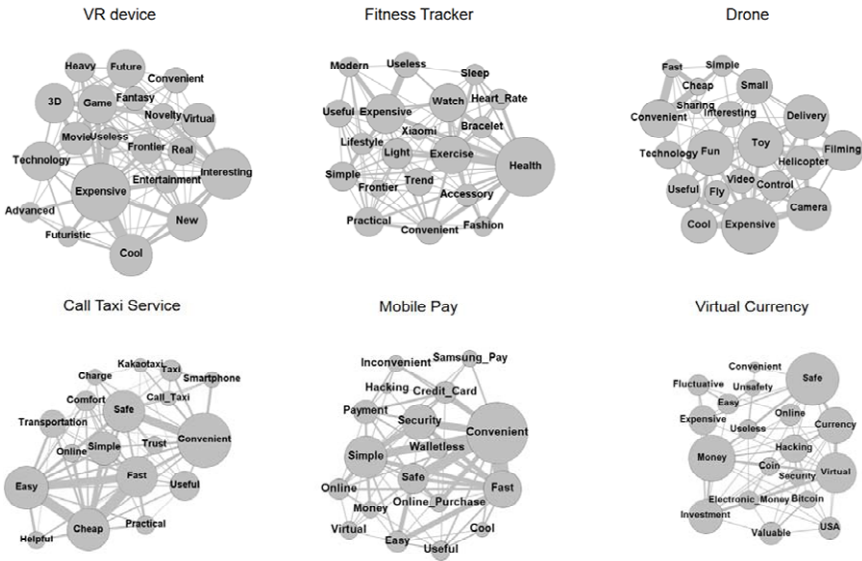 VR device
Heavy
Future
Convenient
3D
Game
Fantasy
Novelty
Virtual
Movie
Useless
Frontier
Real
Technology
Interesting
Entertainment
Expensive
Advanced
New
Futuristic
Cool
Fitness Tracker
Modern
Useless
Sleep
Useful
Expensive
Watch
Heart_Rate
Xiaomi
Bracelet
Lifestyle
Light
Exercise
Health
Simple
Frontier
Trend
Accessory
Practical
Convenient
Fashion
Drone
Fast
Simple
Cheap
Small
Sharing
Interesting
Convenient
Delivery
Technology
Fun
Toy
Filming
Helicopter
Useful
Fly
Video
Control
Camera
Cool
Expensive
Call Taxi Service
Kakaotaxi
Taxi
Charge
Smartphone
Comfort
Safe
Call_Taxi
Transportation
Convenient
Online
Simple
Trust
Easy
Fast
Useful
Cheap
Practical
Helpful
Mobile Pay
Inconvenient
Samsung_Pay
Hacking
Credit_Card
Payment
Security
Convenient
Simple
Walletless
Safe
Online
Fast
Money
Online_Purchase
Virtual
Cool
Easy
Useful
Virtual Currency
Convenient
Safe
Fluctuative
Unsafety
Easy
Expensive
Online
Useless
Currency
Money
Hacking
Coin
Security
Virtual
Electronic_Money
Bitcoin
Investment
Valuable
USA